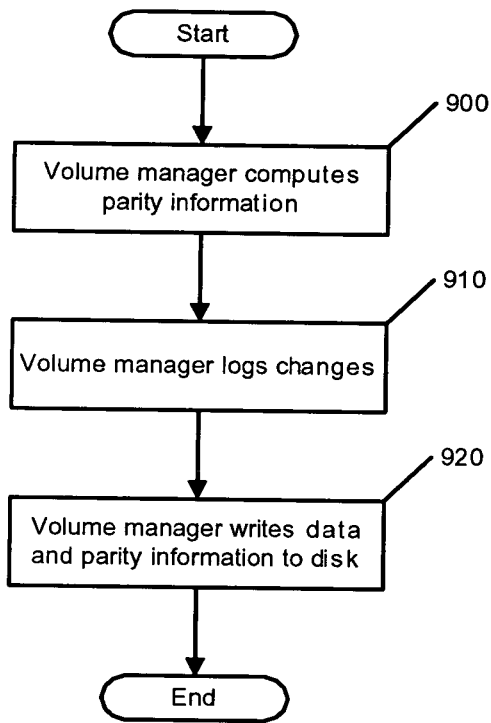 Start
900
Volume manager computes
parity information
910
Volume manager logs changes
920
Volume manager writes data
and parity information to disk
End